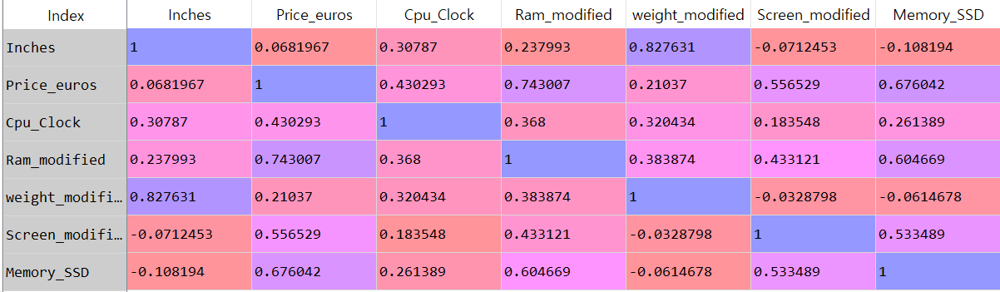 Index Inches Price_euros Cpu_Clock Ram_modified weight_modified Screen_modified Memory_SSD
Inches 1 0.0681967 0.30787 0.237993 0.827631 -0.0712453 -0.108194
Price_euros 0.0681967 1 0.430293 0.743007 0.21037 0.556529 0.676042
Cpu_Clock 0.30787 0.430293 1 0.368 0.320434 0.183548 0.261389
Ram_modified 0.237993 0.743007 0.368 1 0.383874 0.433121 0.604669
weight_modifi… 0.827631 0.21037 0.320434 0.383874 1 -0.0328798 -0.0614678
Screen_modifi… -0.0712453 0.556529 0.183548 0.433121 -0.0328798 1 0.533489
Memory_SSD -0.108194 0.676042 0.261389 0.604669 -0.0614678 0.533489 1